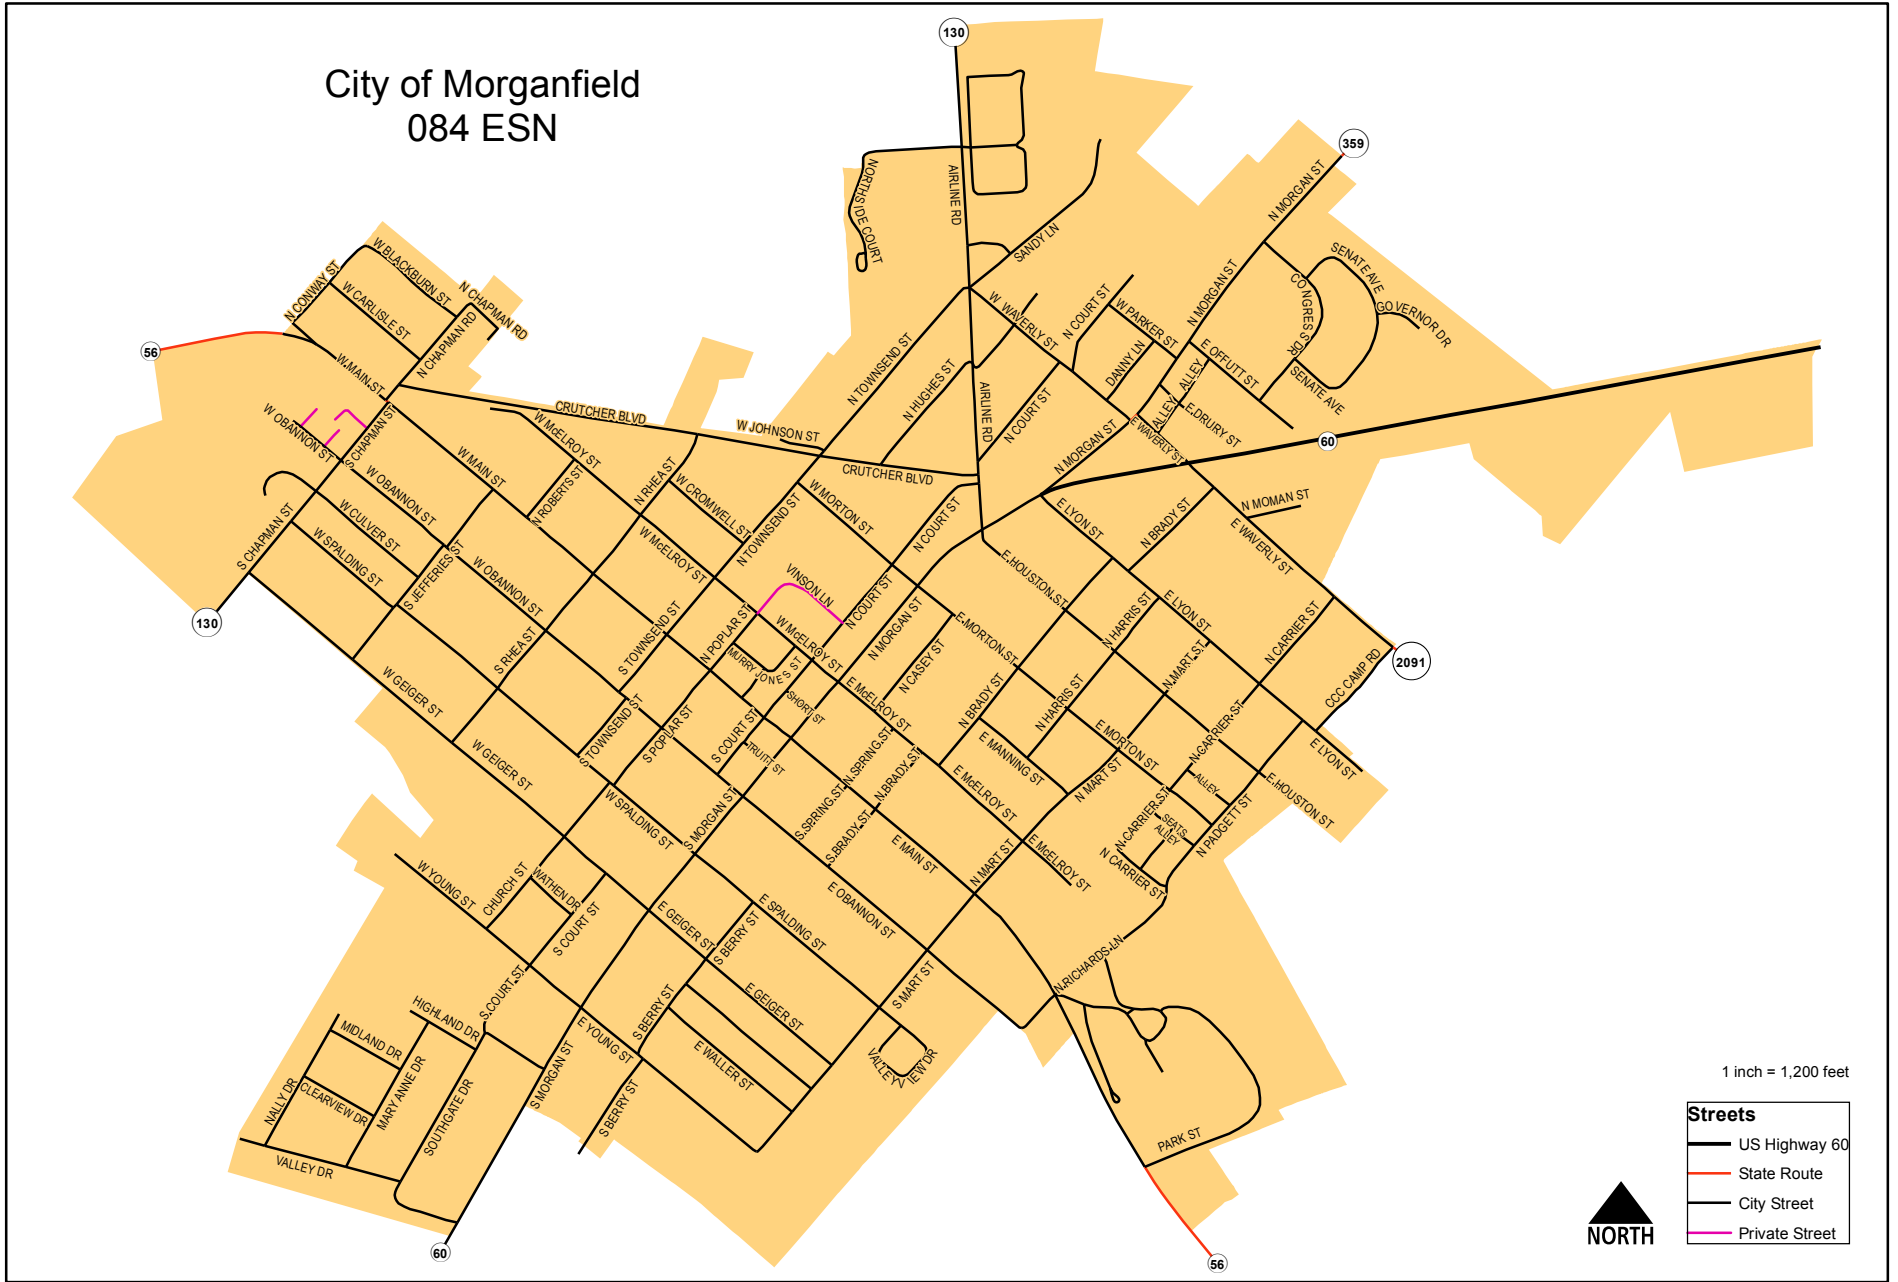 City of Morganfield
084 ESN
130
359
NORTHSIDE COURT
AIRLINE RD
N MORGAN ST
SANDY LN
SENATE AVE
CONGRESS DR
GOVERNOR DR
W BLACKBURN ST
N CONWAY ST
W CARLISLE ST
N CHAPMAN RD
N CHAPMAN RD
56
W MAIN ST
W WAVERLY ST
N COURT ST
W PARKER ST
N MORGAN ST
E OFFUTT ST
DANNY LN
ALLEY
SENATE AVE
N TOWNSEND ST
N HUGHES ST
AIRLINE RD
N COURT ST
ALLEY
E DRURY ST
E WAVERLY ST
60
CRUTCHER BLVD
W JOHNSON ST
W OBANNON ST
S CHAPMAN ST
W McELROY ST
W MAIN ST
CRUTCHER BLVD
N MORGAN ST
N RHEA ST
W CROMWELL ST
N ROBERTS ST
W OBANNON ST
W MORTON ST
N COURT ST
E LYON ST
N BRADY ST
N MOMAN ST
E WAVERLY ST
S CHAPMAN ST
W CULVER ST
W SPALDING ST
W McELROY ST
N TOWNSEND ST
S JEFFERIES ST
W OBANNON ST
VINSON LN
N COURT ST
E HOUSTON ST
130
S RHEA ST
S TOWNSEND ST
N POPLAR ST
W McELROY ST
MURRY JONES ST
N MORGAN ST
N CASEY ST
E MORTON ST
N HARRIS ST
E LYON ST
N MART ST
N CARRIER ST
CCC CAMP RD
2091
W GEIGER ST
SHORT ST
E McELROY ST
N BRADY ST
N HARRIS ST
E MORTON ST
N CARRIER ST
E LYON ST
S TOWNSEND ST
S POPLAR ST
S COURT ST
TRUITT ST
N SPRING ST
N BRADY ST
E MANNING ST
N MART ST
ALLEY
E HOUSTON ST
W GEIGER ST
W SPALDING ST
S MORGAN ST
S SPRING ST
S BRADY ST
E MAIN ST
E McELROY ST
E McELROY ST
N CARRIER ST
SEATS
ALLEY
N CARRIER ST
N PADGETT ST
W YOUNG ST
CHURCH ST
WATHEN DR
S COURT ST
N MART ST
E OBANNON ST
E SPALDING ST
E GEIGER ST
S BERRY ST
N RICHARDS LN
S COURT ST
HIGHLAND DR
E GEIGER ST
S MART ST
S BERRY ST
E YOUNG ST
E WALLER ST
VALLEYVIEW DR
MIDLAND DR
MARY ANNE DR
CLEARVIEW DR
NALLY DR
SOUTHGATE DR
S MORGAN ST
S BERRY ST
VALLEY DR
PARK ST
60
56
1 inch = 1,200 feet
Streets
US Highway 60
State Route
City Street
Private Street
NORTH